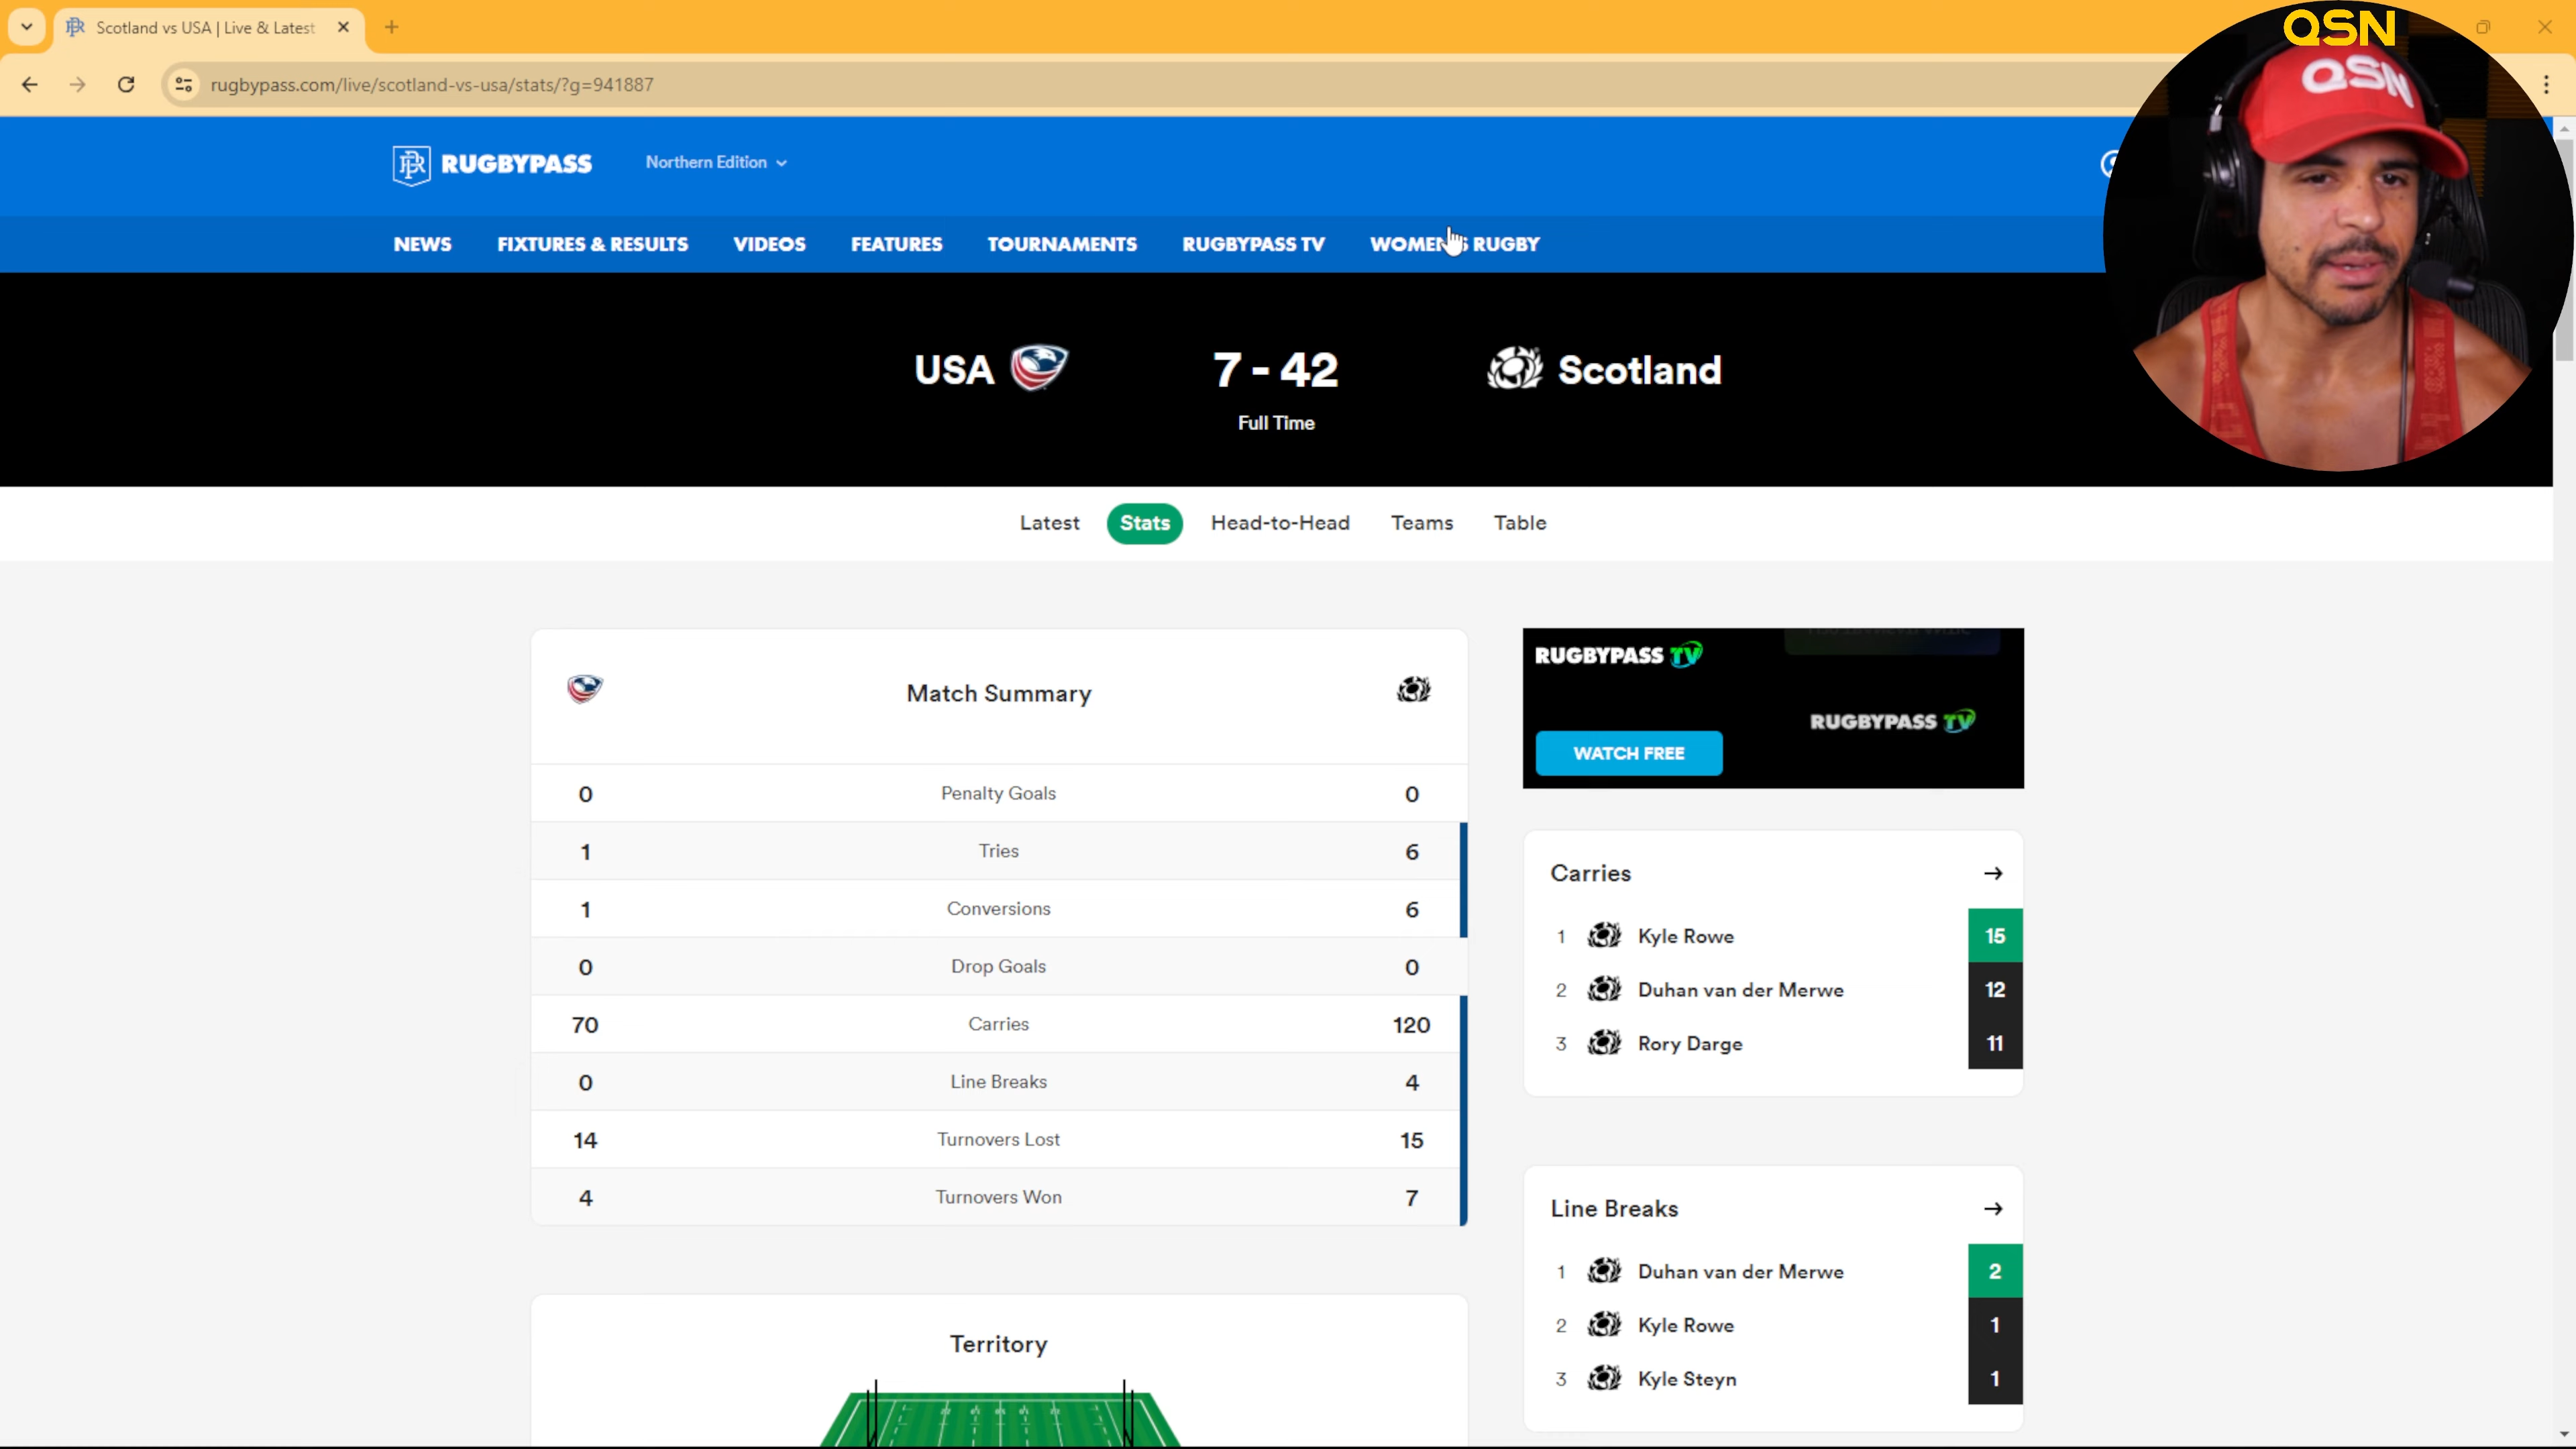 Scotland vs USA | Live & Latest
rugbypass.com/live/scotland-vs-usa/stats/?g=941887
QSN
QSN
RUGBYPASS
Northern Edition
NEWS FIXTURES & RESULTS VIDEOS FEATURES TOURNAMENTS RUGBYPASS TV WOMEN'S RUGBY
USA 7 - 42 Scotland
Full Time
Latest Stats Head-to-Head Teams Table
Match Summary
0 Penalty Goals 0
1 Tries 6
1 Conversions 6
0 Drop Goals 0
70 Carries 120
0 Line Breaks 4
14 Turnovers Lost 15
4 Turnovers Won 7
Territory
RUGBYPASS TV
RUGBYPASS TV
WATCH FREE
Carries
1 Kyle Rowe 15
2 Duhan van der Merwe 12
3 Rory Darge 11
Line Breaks
1 Duhan van der Merwe 2
2 Kyle Rowe 1
3 Kyle Steyn 1